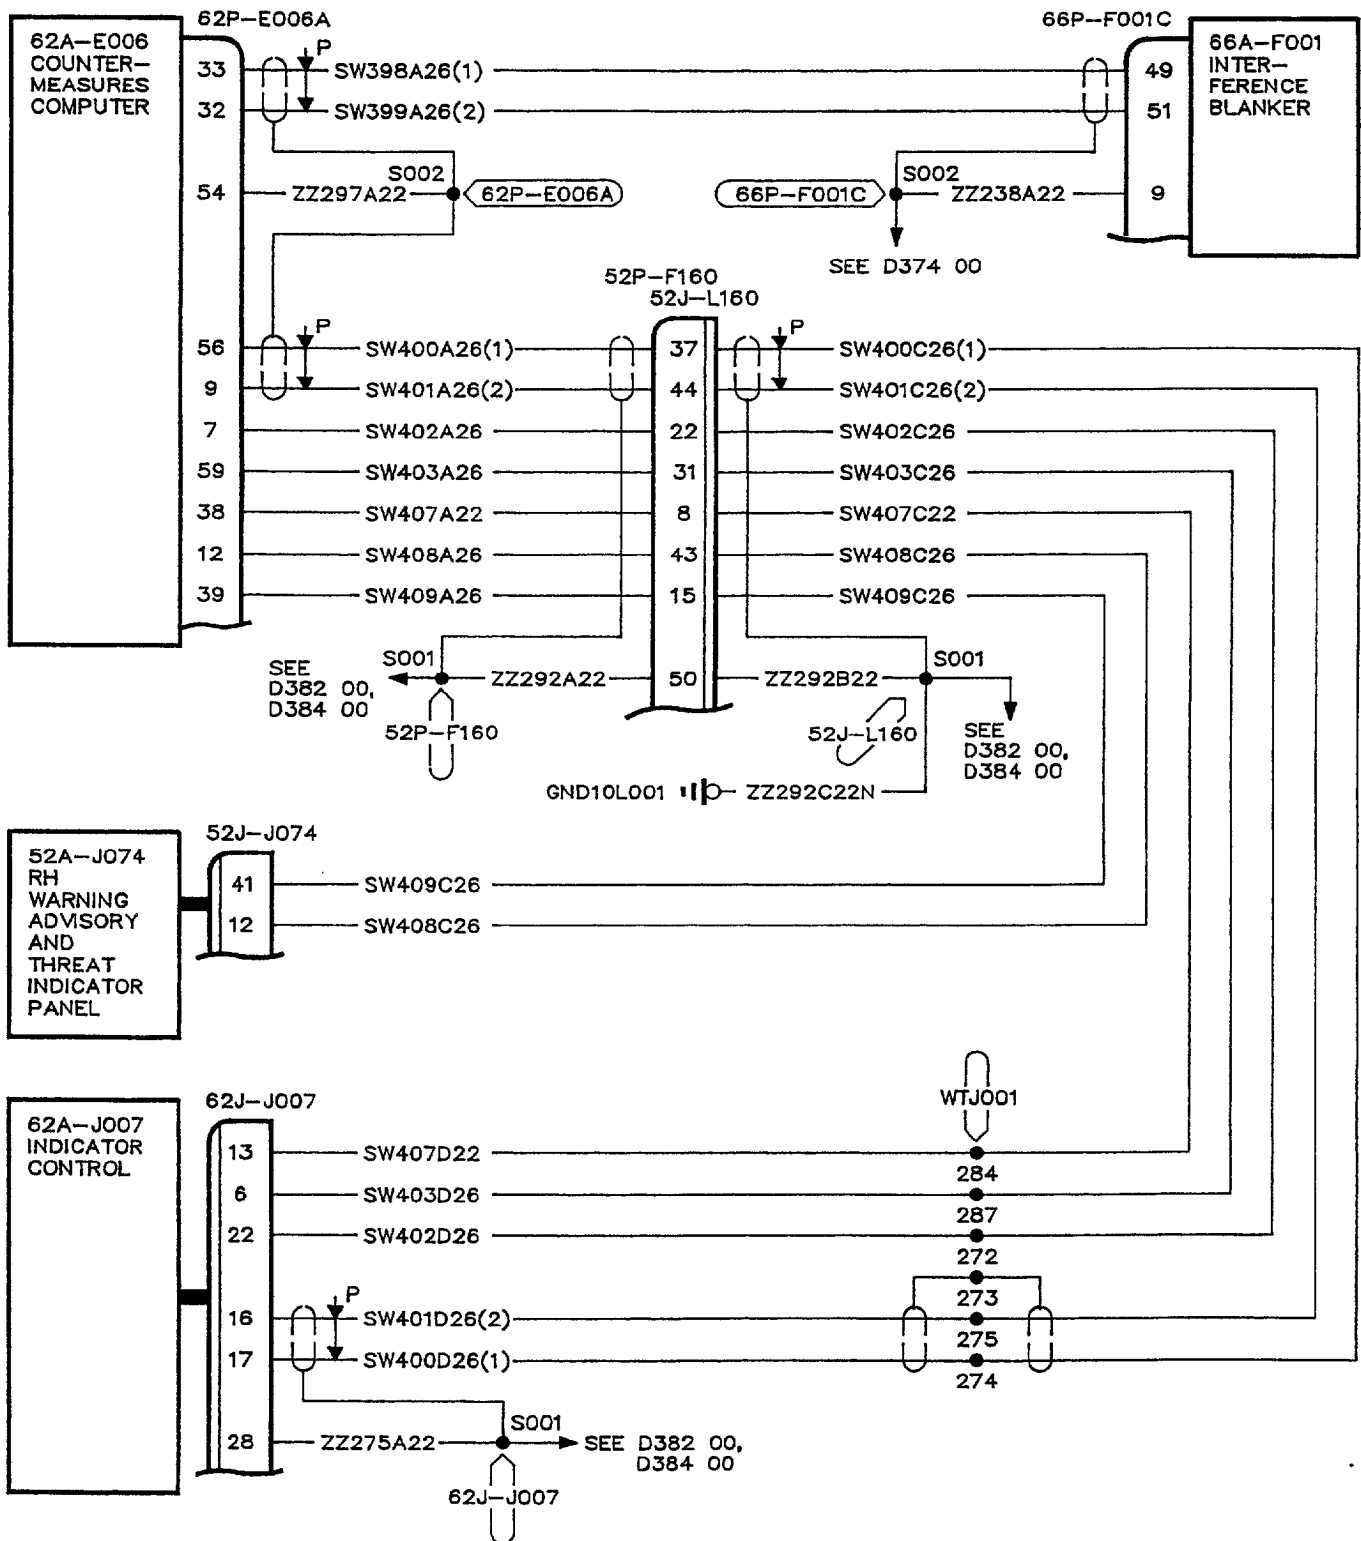 62P-E006A
66P-F001C
62A-E006
COUNTER-
MEASURES
COMPUTER
66A-F001
INTER-
FERENCE
BLANKER
P
33 SW398A26(1) 49
32 SW399A26(2) 51
S002 S002
54 ZZ297A22 62P-E006A 66P-F001C ZZ238A22 9
SEE D374 00
52P-F160
52J-L160
P P
56 SW400A26(1) 37 SW400C26(1)
9 SW401A26(2) 44 SW401C26(2)
7 SW402A26 22 SW402C26
59 SW403A26 31 SW403C26
38 SW407A22 8 SW407C22
12 SW408A26 43 SW408C26
39 SW409A26 15 SW409C26
SEE
D382 00,
D384 00
S001 S001
ZZ292A22 50 ZZ292B22
52P-F160 52J-L160
SEE
D382 00,
D384 00
GND10L001 ZZ292C22N
52J-J074
52A-J074
RH
WARNING
ADVISORY
AND
THREAT
INDICATOR
PANEL
41 SW409C26
12 SW408C26
62J-J007
WTJ001
62A-J007
INDICATOR
CONTROL
13 SW407D22
284
6 SW403D26
287
22 SW402D26
272
273
P
16 SW401D26(2)
275
17 SW400D26(1)
274
S001
28 ZZ275A22 SEE D382 00,
D384 00
62J-J007